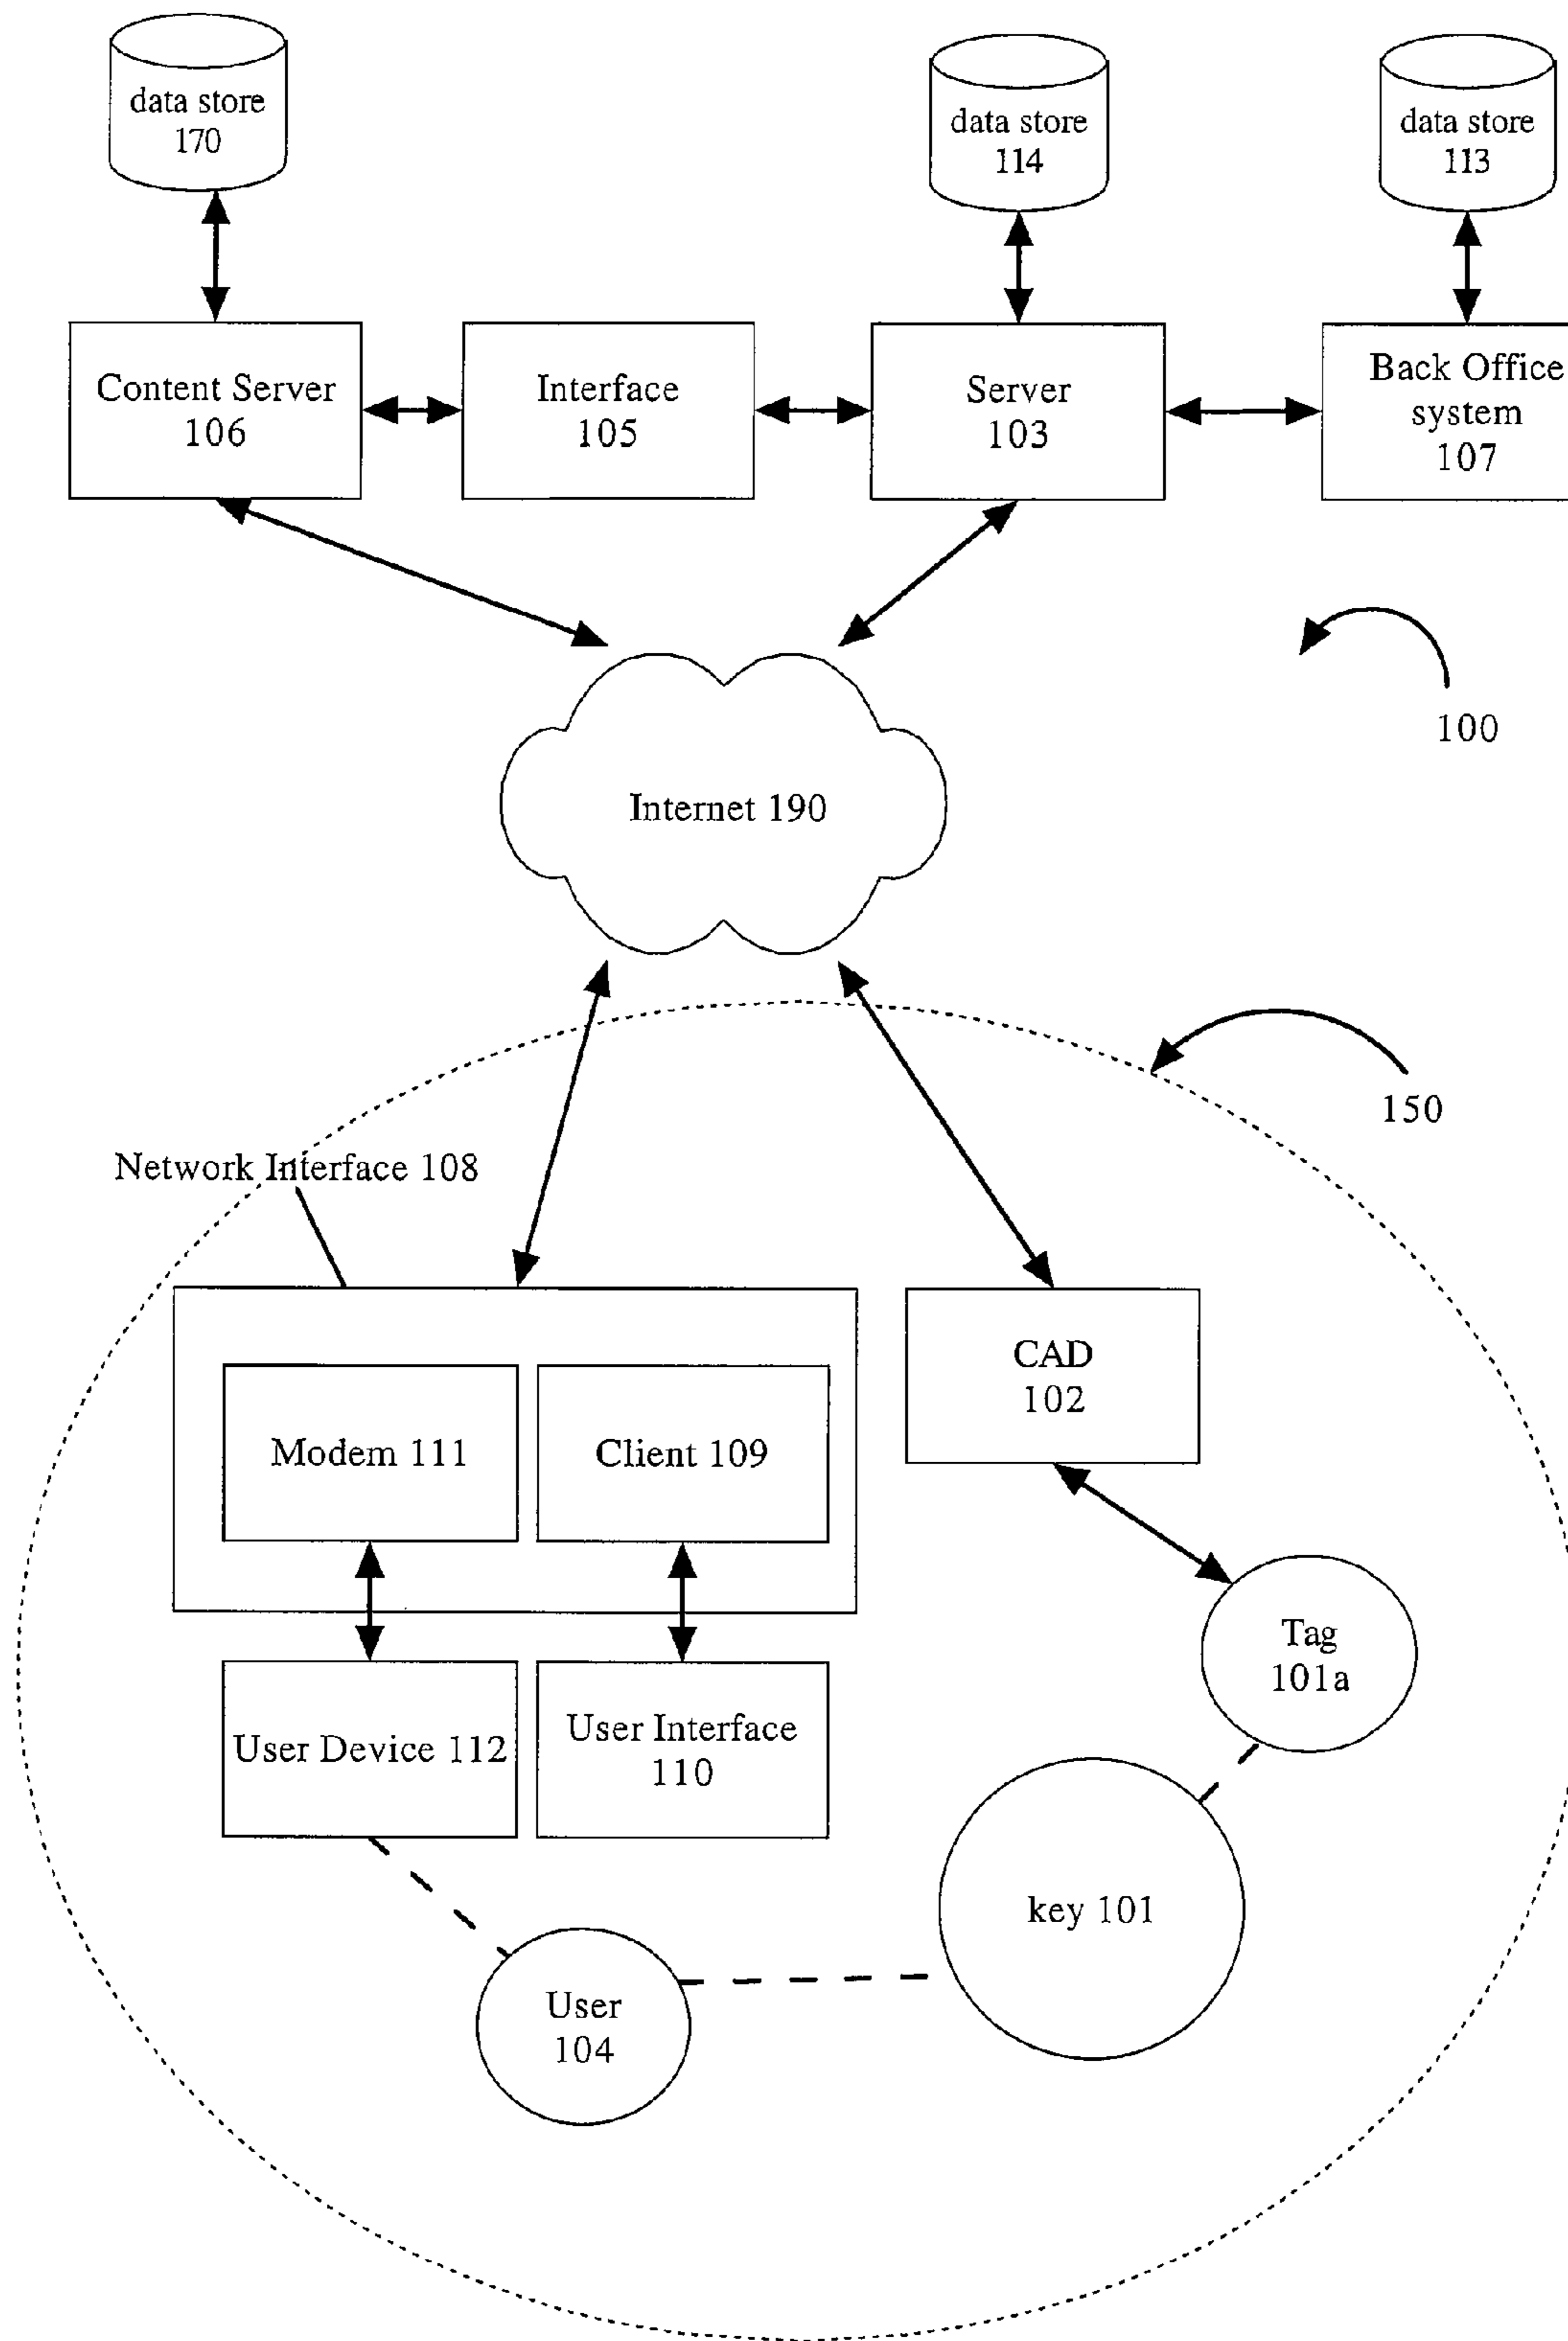 data store
170
data store
114
data store
113
Content Server
106
Interface
105
Server
103
Back Office
system
107
100
Internet 190
150
Network Interface 108
CAD
102
Modem 111
Client 109
Tag
101a
User Device 112
User Interface
110
key 101
User
104